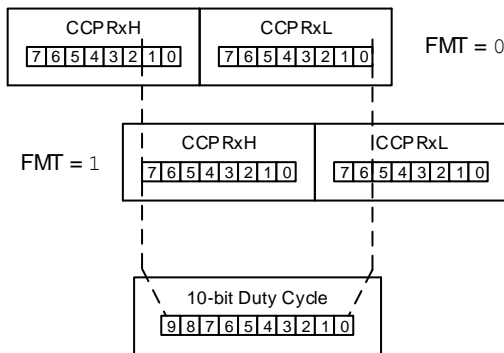 CCPRxH CCPRxL
7 6 5 4 3 2 1 0 7 6 5 4 3 2 1 0 FMT = 0
CCPRxH CCPRxL
FMT = 1 7 6 5 4 3 2 1 0 7 6 5 4 3 2 1 0
10-bit Duty Cycle
9 8 7 6 5 4 3 2 1 0